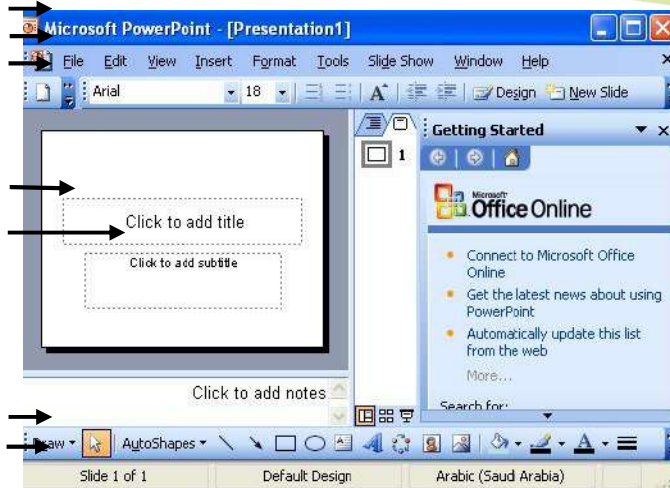 Microsoft PowerPoint - [Presentation1]
File Edit View Insert Format Tools Slide Show Window Help
Arial 18 A Design New Slide
Getting Started
1
Microsoft
Office Online
Click to add title
Click to add subtitle
Connect to Microsoft Office
Online
Get the latest news about using
PowerPoint
Automatically update this list
from the web
More...
Search for:
Click to add notes
Draw AutoShapes A
Slide 1 of 1 Default Design Arabic (Saudi Arabia)